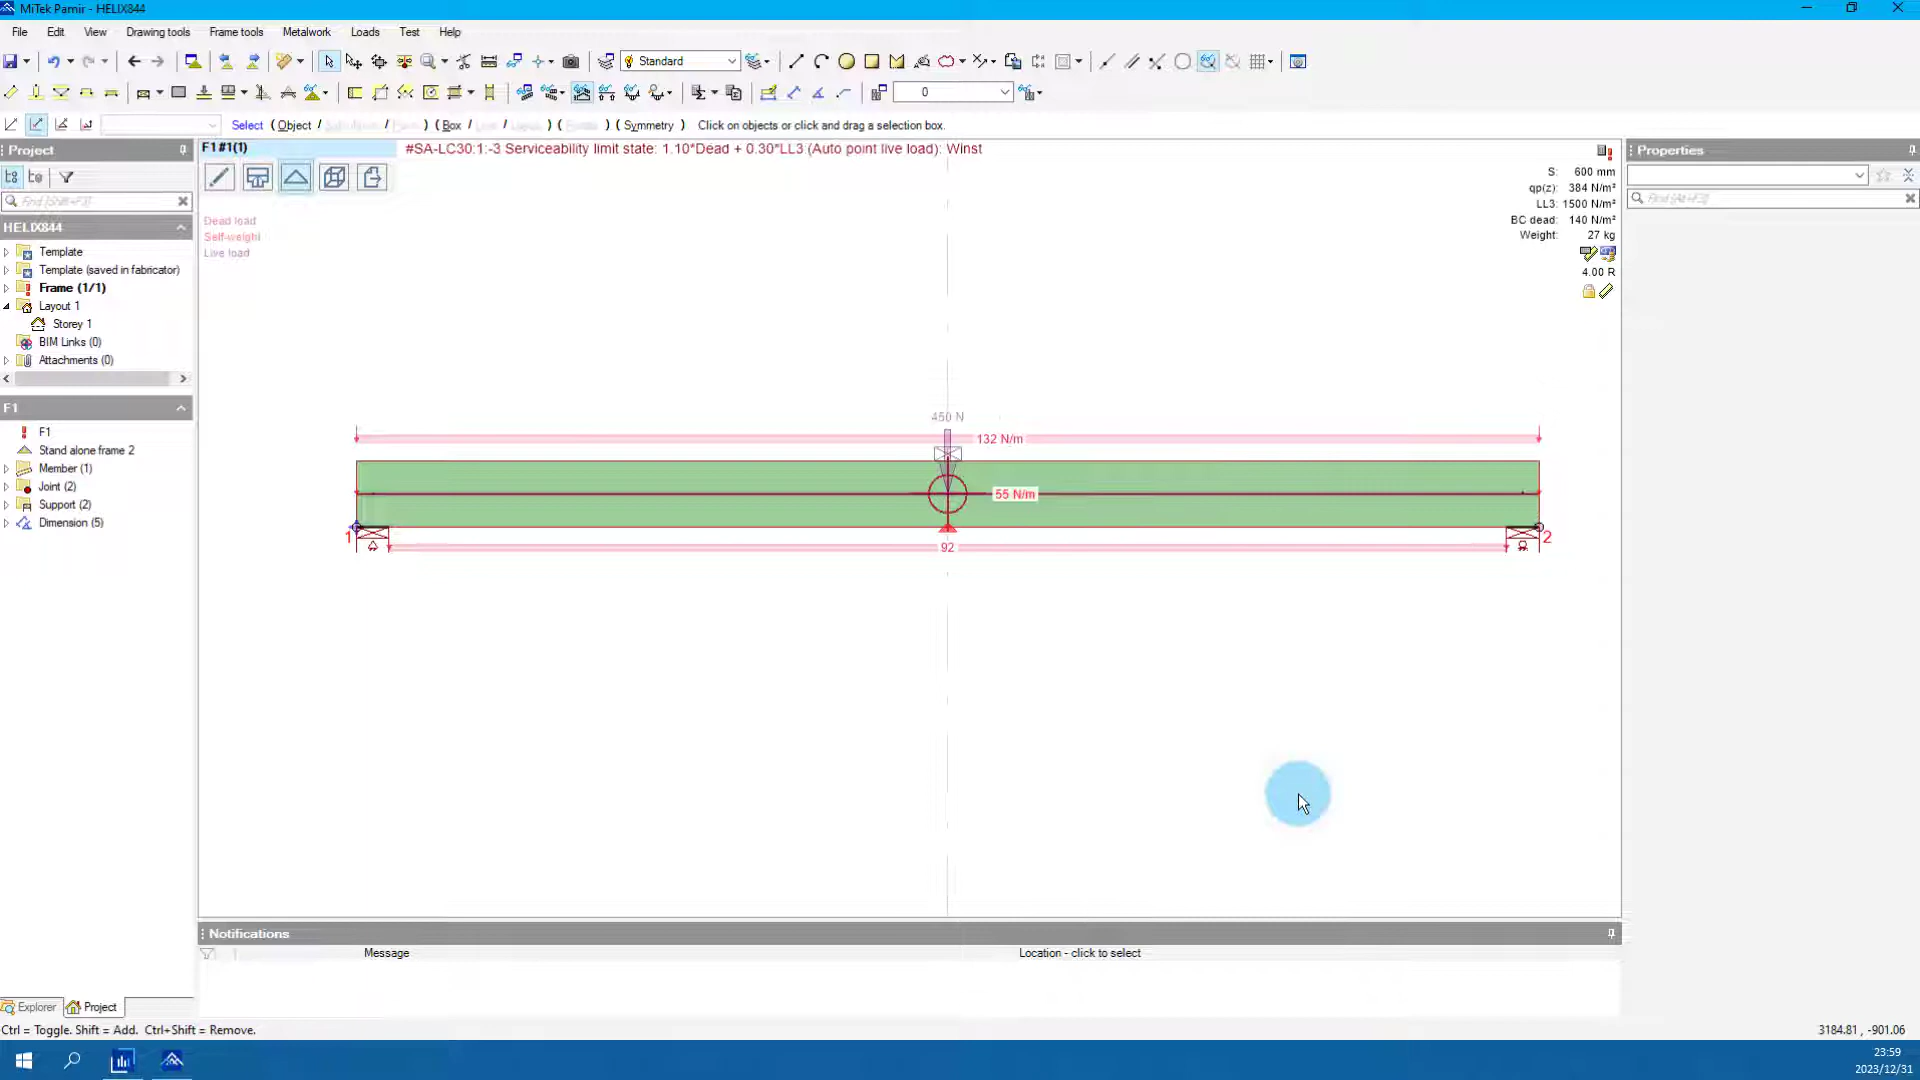 MiTek Pamir - HELIX844
File Edit View Drawing tools Frame tools Metalwork Loads Test Help
Standard
0
Select ( Object / / ) ( Box / / ) ( ) ( Symmetry ) Click on objects or click and drag a selection box.
Project
Find [Shift+F3]
HELIX844
Template
Template (saved in fabricator)
Frame (1/1)
Layout 1
Storey 1
BIM Links (0)
Attachments (0)
F1
F1
Stand alone frame 2
Member (1)
Joint (2)
Support (2)
Dimension (5)
Explorer
Project
F1#1(1)
#SA-LC30:1:-3 Serviceability limit state: 1.10*Dead + 0.30*LL3 (Auto point live load): Winst
Dead load
Self-weight
Live load
S: 600 mm
qp(z): 384 N/m²
LL3: 1500 N/m²
BC dead: 140 N/m²
Weight: 27 kg
4.00 R
450 N
132 N/m
55 N/m
1
2
92
Notifications
Message
Location - click to select
Properties
Find [Alt+F3]
Ctrl = Toggle. Shift = Add. Ctrl+Shift = Remove.
3184.81 , -901.06
23:59
2023/12/31